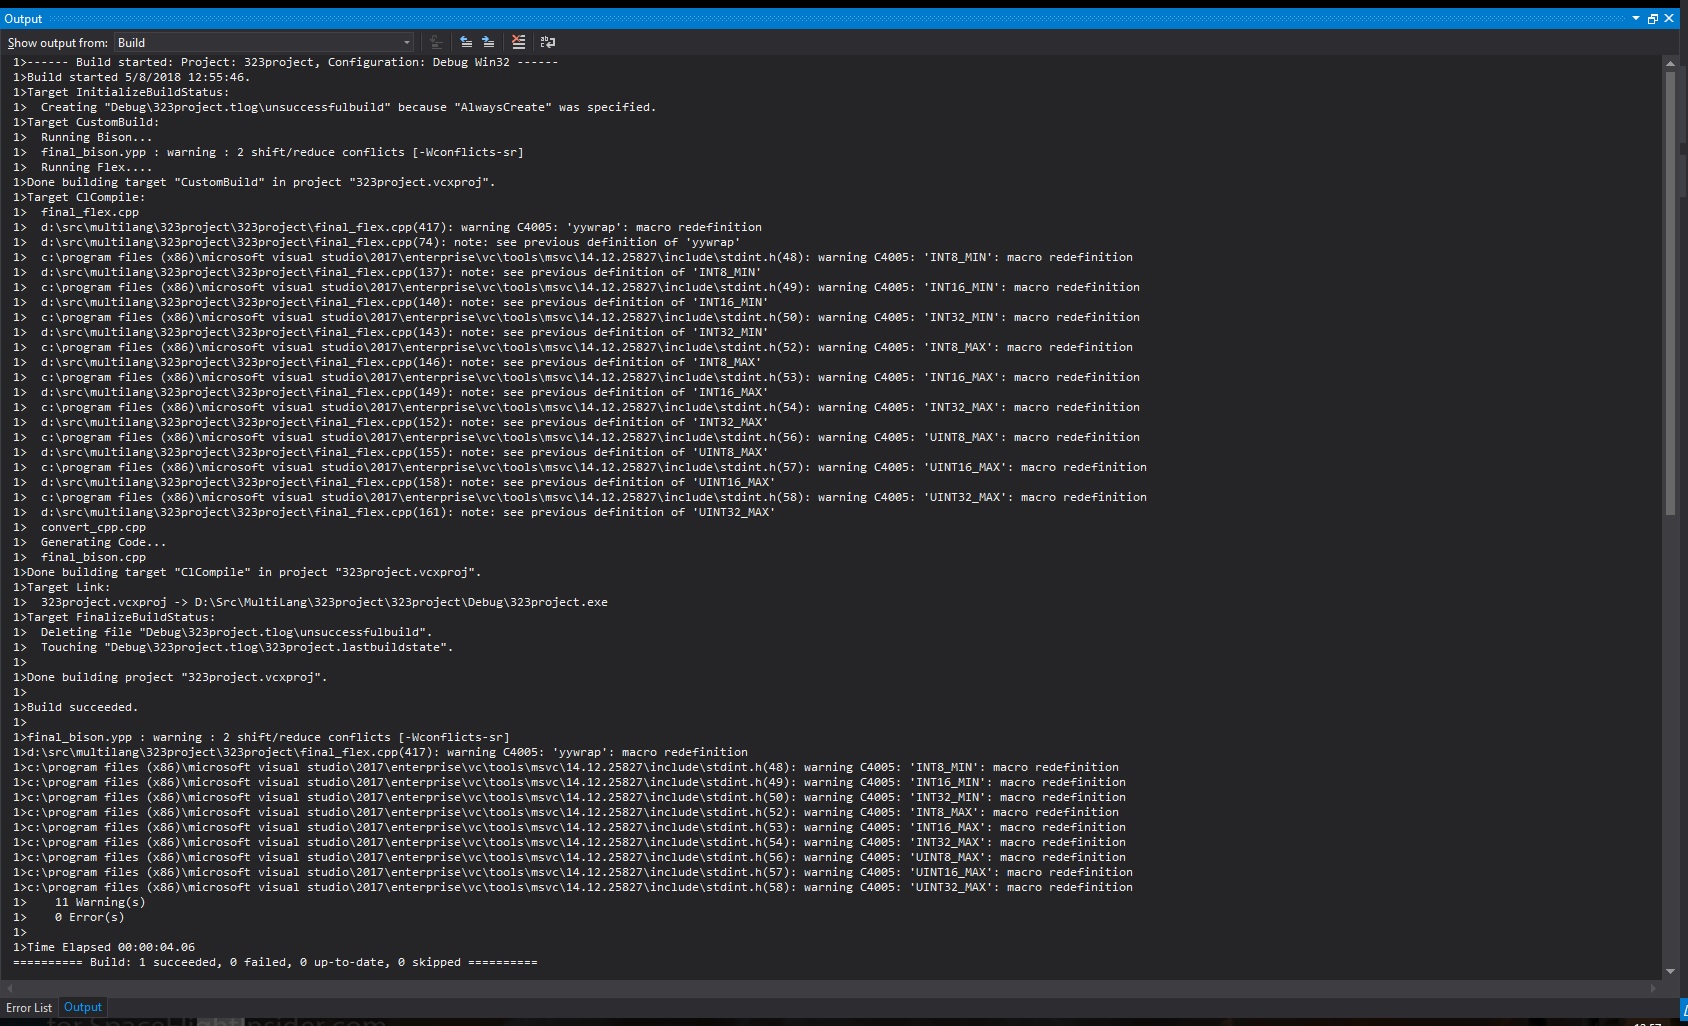 Output
Show output from: Build
1>------ Build started: Project: 323project, Configuration: Debug Win32 ------
1>Build started 5/8/2018 12:55:46.
1>Target InitializeBuildStatus:
1>  Creating "Debug\323project.tlog\unsuccessfulbuild" because "AlwaysCreate" was specified.
1>Target CustomBuild:
1>  Running Bison...
1>  final_bison.ypp : warning : 2 shift/reduce conflicts [-Wconflicts-sr]
1>  Running Flex....
1>Done building target "CustomBuild" in project "323project.vcxproj".
1>Target ClCompile:
1>  final_flex.cpp
1>  d:\src\multilang\323project\323project\final_flex.cpp(417): warning C4005: 'yywrap': macro redefinition
1>  d:\src\multilang\323project\323project\final_flex.cpp(74): note: see previous definition of 'yywrap'
1>  c:\program files (x86)\microsoft visual studio\2017\enterprise\vc\tools\msvc\14.12.25827\include\stdint.h(48): warning C4005: 'INT8_MIN': macro redefinition
1>  d:\src\multilang\323project\323project\final_flex.cpp(137): note: see previous definition of 'INT8_MIN'
1>  c:\program files (x86)\microsoft visual studio\2017\enterprise\vc\tools\msvc\14.12.25827\include\stdint.h(49): warning C4005: 'INT16_MIN': macro redefinition
1>  d:\src\multilang\323project\323project\final_flex.cpp(140): note: see previous definition of 'INT16_MIN'
1>  c:\program files (x86)\microsoft visual studio\2017\enterprise\vc\tools\msvc\14.12.25827\include\stdint.h(50): warning C4005: 'INT32_MIN': macro redefinition
1>  d:\src\multilang\323project\323project\final_flex.cpp(143): note: see previous definition of 'INT32_MIN'
1>  c:\program files (x86)\microsoft visual studio\2017\enterprise\vc\tools\msvc\14.12.25827\include\stdint.h(52): warning C4005: 'INT8_MAX': macro redefinition
1>  d:\src\multilang\323project\323project\final_flex.cpp(146): note: see previous definition of 'INT8_MAX'
1>  c:\program files (x86)\microsoft visual studio\2017\enterprise\vc\tools\msvc\14.12.25827\include\stdint.h(53): warning C4005: 'INT16_MAX': macro redefinition
1>  d:\src\multilang\323project\323project\final_flex.cpp(149): note: see previous definition of 'INT16_MAX'
1>  c:\program files (x86)\microsoft visual studio\2017\enterprise\vc\tools\msvc\14.12.25827\include\stdint.h(54): warning C4005: 'INT32_MAX': macro redefinition
1>  d:\src\multilang\323project\323project\final_flex.cpp(152): note: see previous definition of 'INT32_MAX'
1>  c:\program files (x86)\microsoft visual studio\2017\enterprise\vc\tools\msvc\14.12.25827\include\stdint.h(56): warning C4005: 'UINT8_MAX': macro redefinition
1>  d:\src\multilang\323project\323project\final_flex.cpp(155): note: see previous definition of 'UINT8_MAX'
1>  c:\program files (x86)\microsoft visual studio\2017\enterprise\vc\tools\msvc\14.12.25827\include\stdint.h(57): warning C4005: 'UINT16_MAX': macro redefinition
1>  d:\src\multilang\323project\323project\final_flex.cpp(158): note: see previous definition of 'UINT16_MAX'
1>  c:\program files (x86)\microsoft visual studio\2017\enterprise\vc\tools\msvc\14.12.25827\include\stdint.h(58): warning C4005: 'UINT32_MAX': macro redefinition
1>  d:\src\multilang\323project\323project\final_flex.cpp(161): note: see previous definition of 'UINT32_MAX'
1>  convert_cpp.cpp
1>  Generating Code...
1>  final_bison.cpp
1>Done building target "ClCompile" in project "323project.vcxproj".
1>Target Link:
1>  323project.vcxproj -> D:\Src\MultiLang\323project\323project\Debug\323project.exe
1>Target FinalizeBuildStatus:
1>  Deleting file "Debug\323project.tlog\unsuccessfulbuild".
1>  Touching "Debug\323project.tlog\323project.lastbuildstate".
1>
1>Done building project "323project.vcxproj".
1>
1>Build succeeded.
1>
1>final_bison.ypp : warning : 2 shift/reduce conflicts [-Wconflicts-sr]
1>d:\src\multilang\323project\323project\final_flex.cpp(417): warning C4005: 'yywrap': macro redefinition
1>c:\program files (x86)\microsoft visual studio\2017\enterprise\vc\tools\msvc\14.12.25827\include\stdint.h(48): warning C4005: 'INT8_MIN': macro redefinition
1>c:\program files (x86)\microsoft visual studio\2017\enterprise\vc\tools\msvc\14.12.25827\include\stdint.h(49): warning C4005: 'INT16_MIN': macro redefinition
1>c:\program files (x86)\microsoft visual studio\2017\enterprise\vc\tools\msvc\14.12.25827\include\stdint.h(50): warning C4005: 'INT32_MIN': macro redefinition
1>c:\program files (x86)\microsoft visual studio\2017\enterprise\vc\tools\msvc\14.12.25827\include\stdint.h(52): warning C4005: 'INT8_MAX': macro redefinition
1>c:\program files (x86)\microsoft visual studio\2017\enterprise\vc\tools\msvc\14.12.25827\include\stdint.h(53): warning C4005: 'INT16_MAX': macro redefinition
1>c:\program files (x86)\microsoft visual studio\2017\enterprise\vc\tools\msvc\14.12.25827\include\stdint.h(54): warning C4005: 'INT32_MAX': macro redefinition
1>c:\program files (x86)\microsoft visual studio\2017\enterprise\vc\tools\msvc\14.12.25827\include\stdint.h(56): warning C4005: 'UINT8_MAX': macro redefinition
1>c:\program files (x86)\microsoft visual studio\2017\enterprise\vc\tools\msvc\14.12.25827\include\stdint.h(57): warning C4005: 'UINT16_MAX': macro redefinition
1>c:\program files (x86)\microsoft visual studio\2017\enterprise\vc\tools\msvc\14.12.25827\include\stdint.h(58): warning C4005: 'UINT32_MAX': macro redefinition
1>    11 Warning(s)
1>    0 Error(s)
1>
1>Time Elapsed 00:00:04.06
========== Build: 1 succeeded, 0 failed, 0 up-to-date, 0 skipped ==========
Error List Output